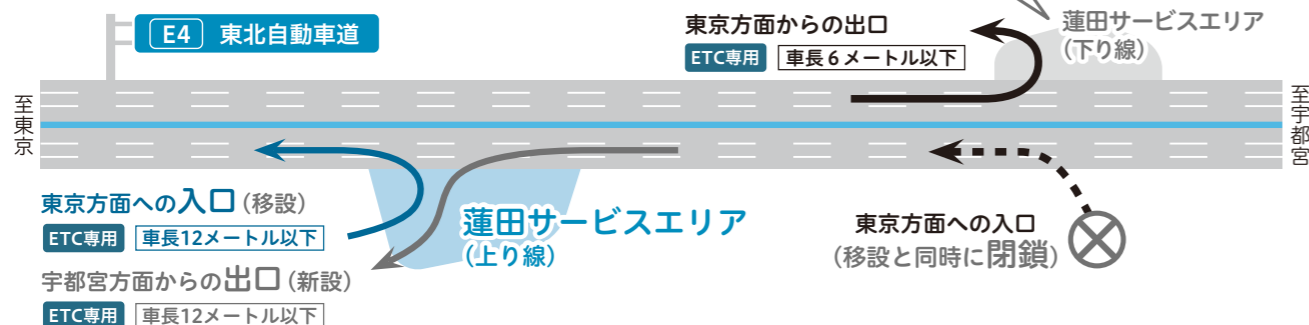 E4 東北自動車道
東京方面からの出口
ETC専用 車長6メートル以下
蓮田サービスエリア
(下り線)
至東京
至宇都宮
東京方面への入口(移設)
ETC専用 車長12メートル以下
宇都宮方面からの出口(新設)
ETC専用 車長12メートル以下
蓮田サービスエリア
(上り線)
東京方面への入口
(移設と同時に閉鎖)